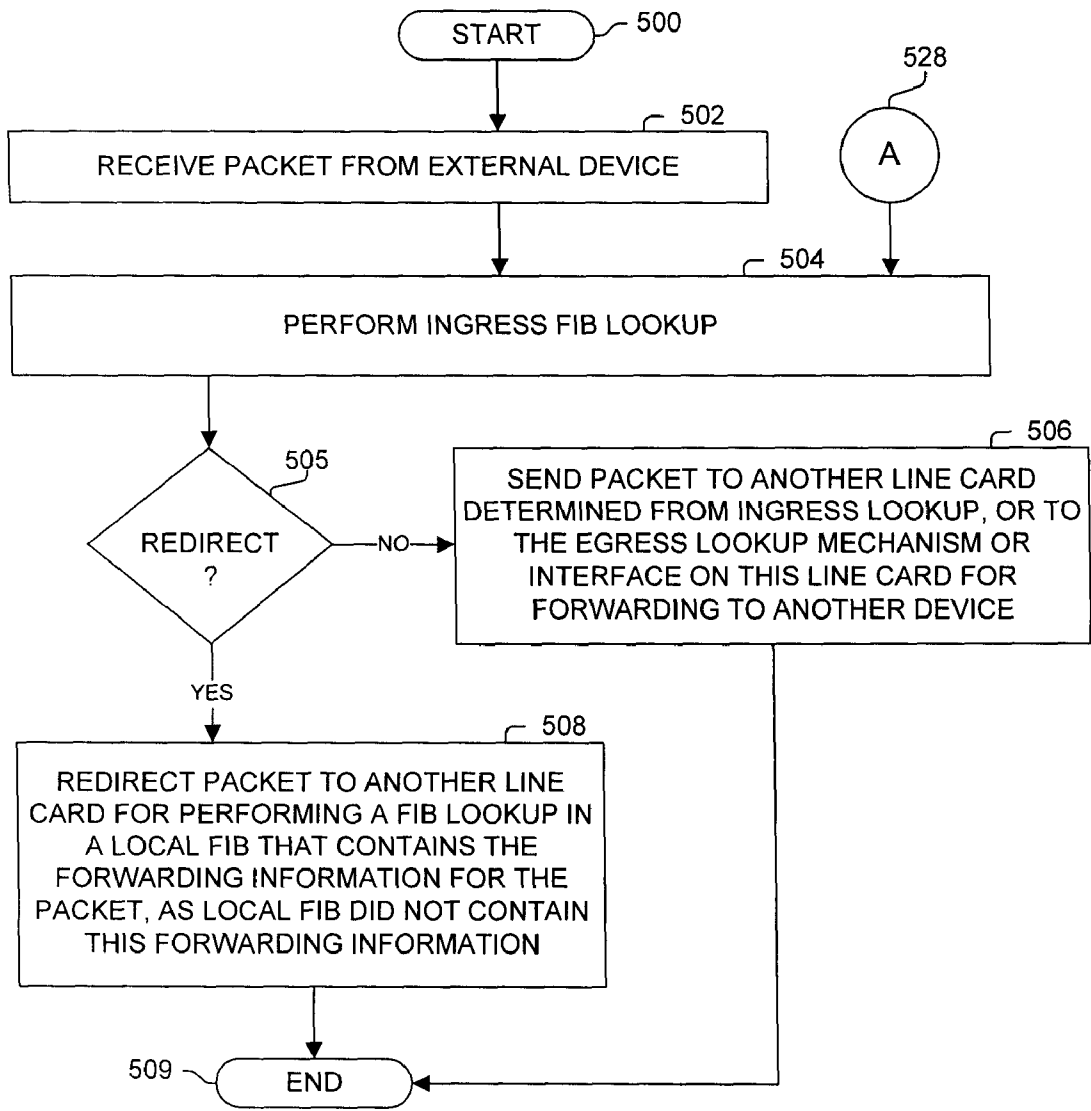 START
500
528
502
RECEIVE PACKET FROM EXTERNAL DEVICE
A
504
PERFORM INGRESS FIB LOOKUP
505
REDIRECT
?
NO
506
SEND PACKET TO ANOTHER LINE CARD
DETERMINED FROM INGRESS LOOKUP, OR TO
THE EGRESS LOOKUP MECHANISM OR
INTERFACE ON THIS LINE CARD FOR
FORWARDING TO ANOTHER DEVICE
YES
508
REDIRECT PACKET TO ANOTHER LINE
CARD FOR PERFORMING A FIB LOOKUP IN
A LOCAL FIB THAT CONTAINS THE
FORWARDING INFORMATION FOR THE
PACKET, AS LOCAL FIB DID NOT CONTAIN
THIS FORWARDING INFORMATION
509
END